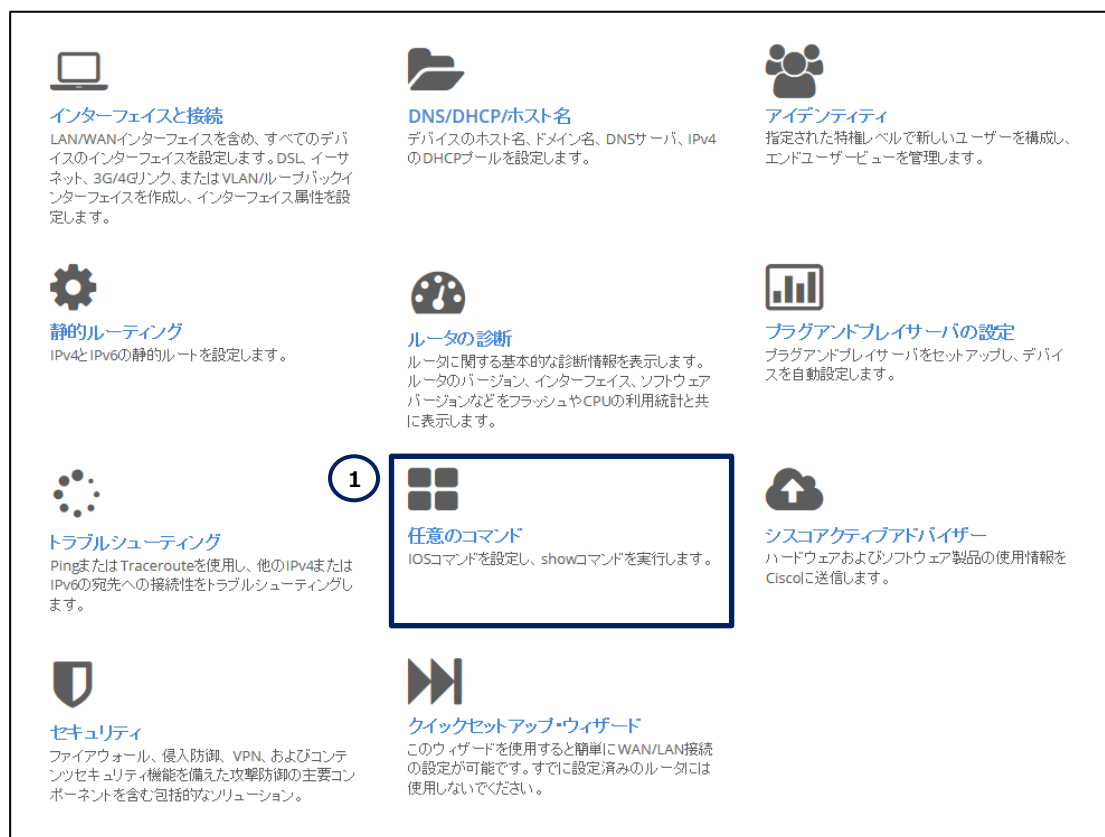 インターフェイスと接続
LAN/WANインターフェイスを含め、すべてのデバ
イスのインターフェイスを設定します。DSL、イーサ
ネット、3G/4Gリンク、またはVLAN/ループバックイ
ンターフェイスを作成し、インターフェイス属性を設
定します。
DNS/DHCP/ホスト名
デバイスのホスト名、ドメイン名、DNSサーバ、IPv4
のDHCPプールを設定します。
アイデンティティ
指定された特権レベルで新しいユーザーを構成し、
エンドユーザービューを管理します。
静的ルーティング
IPv4とIPv6の静的ルートを設定します。
ルータの診断
ルータに関する基本的な診断情報を表示します。
ルータのバージョン、インターフェイス、ソフトウェア
バージョンなどをフラッシュやCPUの利用統計と共
に表示します。
プラグアンドプレイサーバの設定
プラグアンドプレイサーバをセットアップし、デバイ
スを自動設定します。
トラブルシューティング
PingまたはTracerouteを使用し、他のIPv4または
IPv6の宛先への接続性をトラブルシューティングし
ます。
1
任意のコマンド
IOSコマンドを設定し、showコマンドを実行します。
シスコアクティブアドバイザー
ハードウェアおよびソフトウェア製品の使用情報を
Ciscoに送信します。
セキュリティ
ファイアウォール、侵入防御、VPN、およびコンテ
ンツセキュリティ機能を備えた攻撃防御の主要コン
ポーネントを含む包括的なソリューション。
クイックセットアップ・ウィザード
このウィザードを使用すると簡単にWAN/LAN接続
の設定が可能です。すでに設定済みのルータには
使用しないでください。